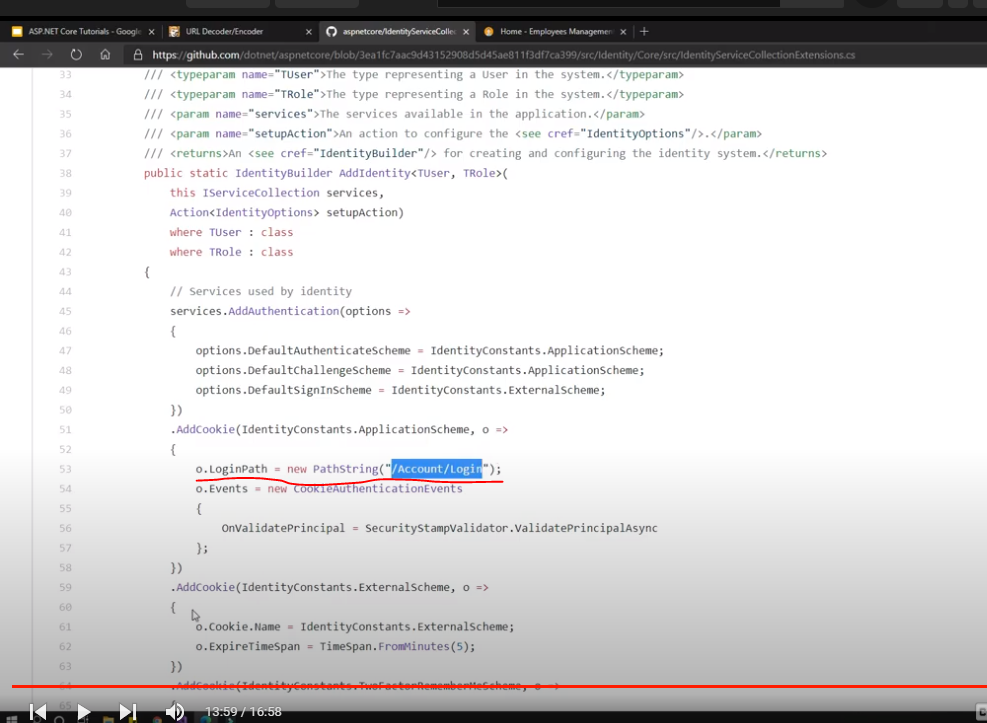 ASP.NET Core Tutorials - Google
URL Decoder/Encoder
aspnetcore/IdentityServiceCollec
Home - Employees Managemen
https://github.com/dotnet/aspnetcore/blob/3ea1fc7aac9d43152908d5d45ae811f3df7ca399/src/Identity/Core/src/IdentityServiceCollectionExtensions.cs
33 /// <typeparam name="TUser">The type representing a User in the system.</typeparam>
34 /// <typeparam name="TRole">The type representing a Role in the system.</typeparam>
35 /// <param name="services">The services available in the application.</param>
36 /// <param name="setupAction">An action to configure the <see cref="IdentityOptions"/>.</param>
37 /// <returns>An <see cref="IdentityBuilder"/> for creating and configuring the identity system.</returns>
38 public static IdentityBuilder AddIdentity<TUser, TRole>(
39 this IServiceCollection services,
40 Action<IdentityOptions> setupAction)
41 where TUser : class
42 where TRole : class
43 {
44 // Services used by identity
45 services.AddAuthentication(options =>
46 {
47 options.DefaultAuthenticateScheme = IdentityConstants.ApplicationScheme;
48 options.DefaultChallengeScheme = IdentityConstants.ApplicationScheme;
49 options.DefaultSignInScheme = IdentityConstants.ExternalScheme;
50 })
51 .AddCookie(IdentityConstants.ApplicationScheme, o =>
52 {
53 o.LoginPath = new PathString("/Account/Login");
54 o.Events = new CookieAuthenticationEvents
55 {
56 OnValidatePrincipal = SecurityStampValidator.ValidatePrincipalAsync
57 };
58 })
59 .AddCookie(IdentityConstants.ExternalScheme, o =>
60 {
61 o.Cookie.Name = IdentityConstants.ExternalScheme;
62 o.ExpireTimeSpan = TimeSpan.FromMinutes(5);
63 })
64 .AddCookie(IdentityConstants.TwoFactorRememberMeScheme, o =>
65
13:59 / 16:58